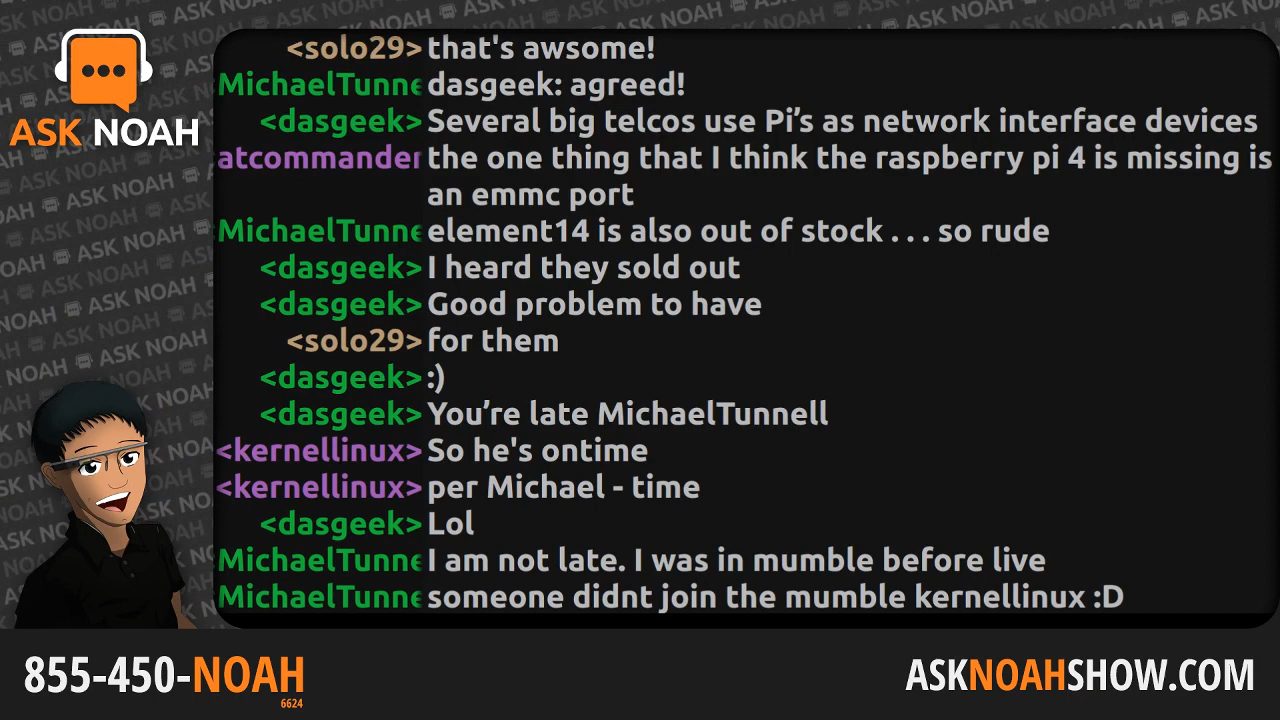 ASK NOAH
<solo29> that's awsome!
MichaelTunne dasgeek: agreed!
<dasgeek> Several big telcos use Pi’s as network interface devices
atcommander the one thing that I think the raspberry pi 4 is missing is
an emmc port
MichaelTunne element14 is also out of stock . . . so rude
<dasgeek> I heard they sold out
<dasgeek> Good problem to have
<solo29> for them
<dasgeek> :)
<dasgeek> You’re late MichaelTunnell
<kernellinux> So he's ontime
<kernellinux> per Michael - time
<dasgeek> Lol
MichaelTunne I am not late. I was in mumble before live
MichaelTunne someone didnt join the mumble kernellinux :D
855-450-NOAH
6624
ASKNOAHSHOW.COM